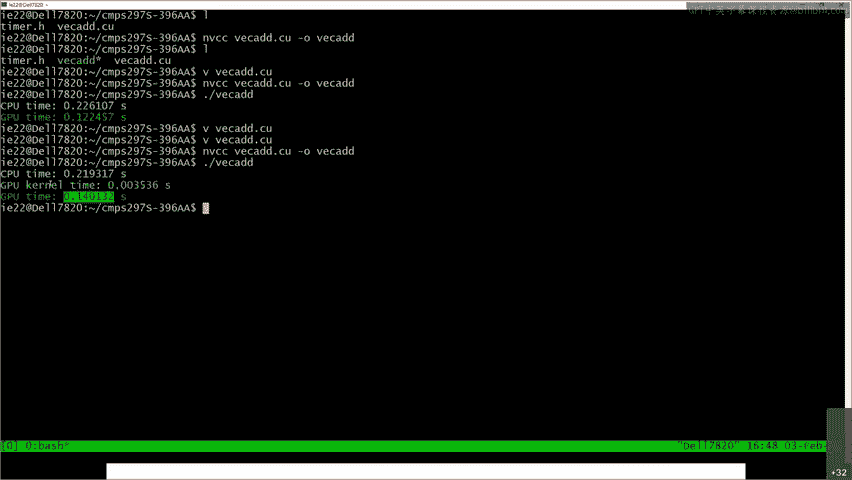 ie22@Dell7820: ~
ie22@Dell7820:~/cmps297S-396AA$ l
timer.h  vecadd.cu
ie22@Dell7820:~/cmps297S-396AA$ nvcc vecadd.cu -o vecadd
ie22@Dell7820:~/cmps297S-396AA$ l
timer.h  vecadd*  vecadd.cu
ie22@Dell7820:~/cmps297S-396AA$ v vecadd.cu
ie22@Dell7820:~/cmps297S-396AA$ nvcc vecadd.cu -o vecadd
ie22@Dell7820:~/cmps297S-396AA$ ./vecadd
CPU time: 0.226107 s
GPU time: 0.122457 s
ie22@Dell7820:~/cmps297S-396AA$ v vecadd.cu
ie22@Dell7820:~/cmps297S-396AA$ v vecadd.cu
ie22@Dell7820:~/cmps297S-396AA$ nvcc vecadd.cu -o vecadd
ie22@Dell7820:~/cmps297S-396AA$ ./vecadd
CPU time: 0.219317 s
GPU kernel time: 0.003536 s
GPU time: 0.140132 s
ie22@Dell7820:~/cmps297S-396AA$
[0] 0:bash* "Dell7820" 16:48 03-feb-
+32